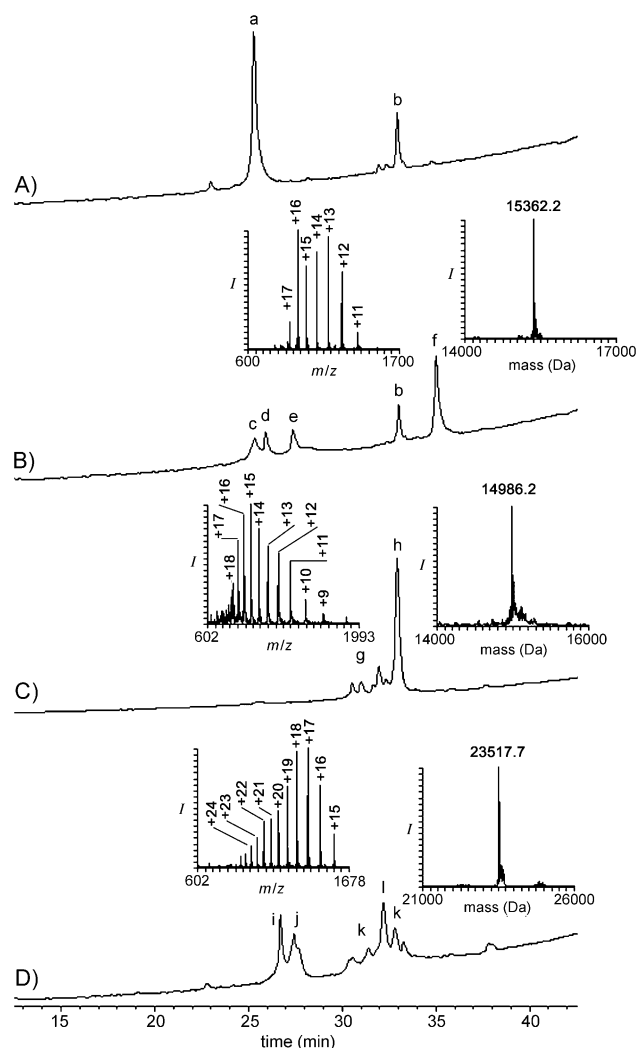 a
b
A)
+17
+16
+15
+14
+13
+12
+11
I
600
1700
m/z
15362.2
I
14000
17000
mass (Da)
c
d
e
b
f
B)
+18
+17
+16
+15
+14
+13
+12
+11
+10
+9
I
602
1993
m/z
14986.2
I
14000
16000
mass (Da)
g
h
C)
+24
+23
+22
+21
+20
+19
+18
+17
+16
+15
I
602
1678
m/z
23517.7
I
21000
26000
mass (Da)
i
j
k
l
k
D)
15
20
25
30
35
40
time (min)